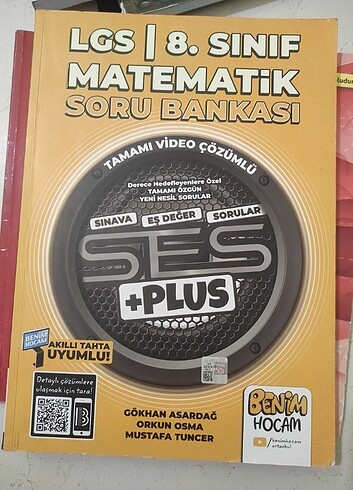 LGS | 8. SINIF
MATEMATİK
SORU BANKASI
TAMAMI VİDEO ÇÖZÜMLÜ
Derece Hedefleyenlere Özel
TAMAMI ÖZGÜN
YENİ NESİL SORULAR
SINAVA EŞ DEĞER SORULAR
SES
+PLUS
BENİM HOCAM
AKILLI TAHTA
UYUMLU!
Detaylı çözümlere
ulaşmak için tara!
GÖKHAN ASARDAĞ
ORKUN OSMA
MUSTAFA TUNCER
BENİM
HOCAM
benimhocam
ortaokul